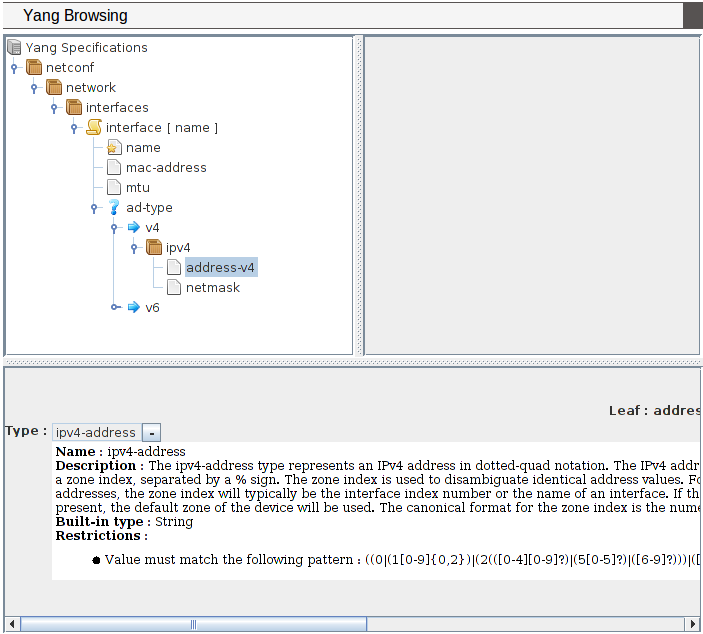 Yang Browsing
Yang Specifications
netconf
network
interfaces
interface [ name ]
name
mac-address
mtu
ad-type
v4
ipv4
address-v4
netmask
v6
Leaf : addres
Type : ipv4-address -
Name : ipv4-address
Description : The ipv4-address type represents an IPv4 address in dotted-quad notation. The IPv4 addr
a zone index, separated by a % sign. The zone index is used to disambiguate identical address values. Fo
addresses, the zone index will typically be the interface index number or the name of an interface. If th
present, the default zone of the device will be used. The canonical format for the zone index is the nume
Built-in type : String
Restrictions :
● Value must match the following pattern : ((0|(1[0-9]{0,2})|(2(([0-4][0-9]?)|(5[0-5]?)|([6-9]?)))|([